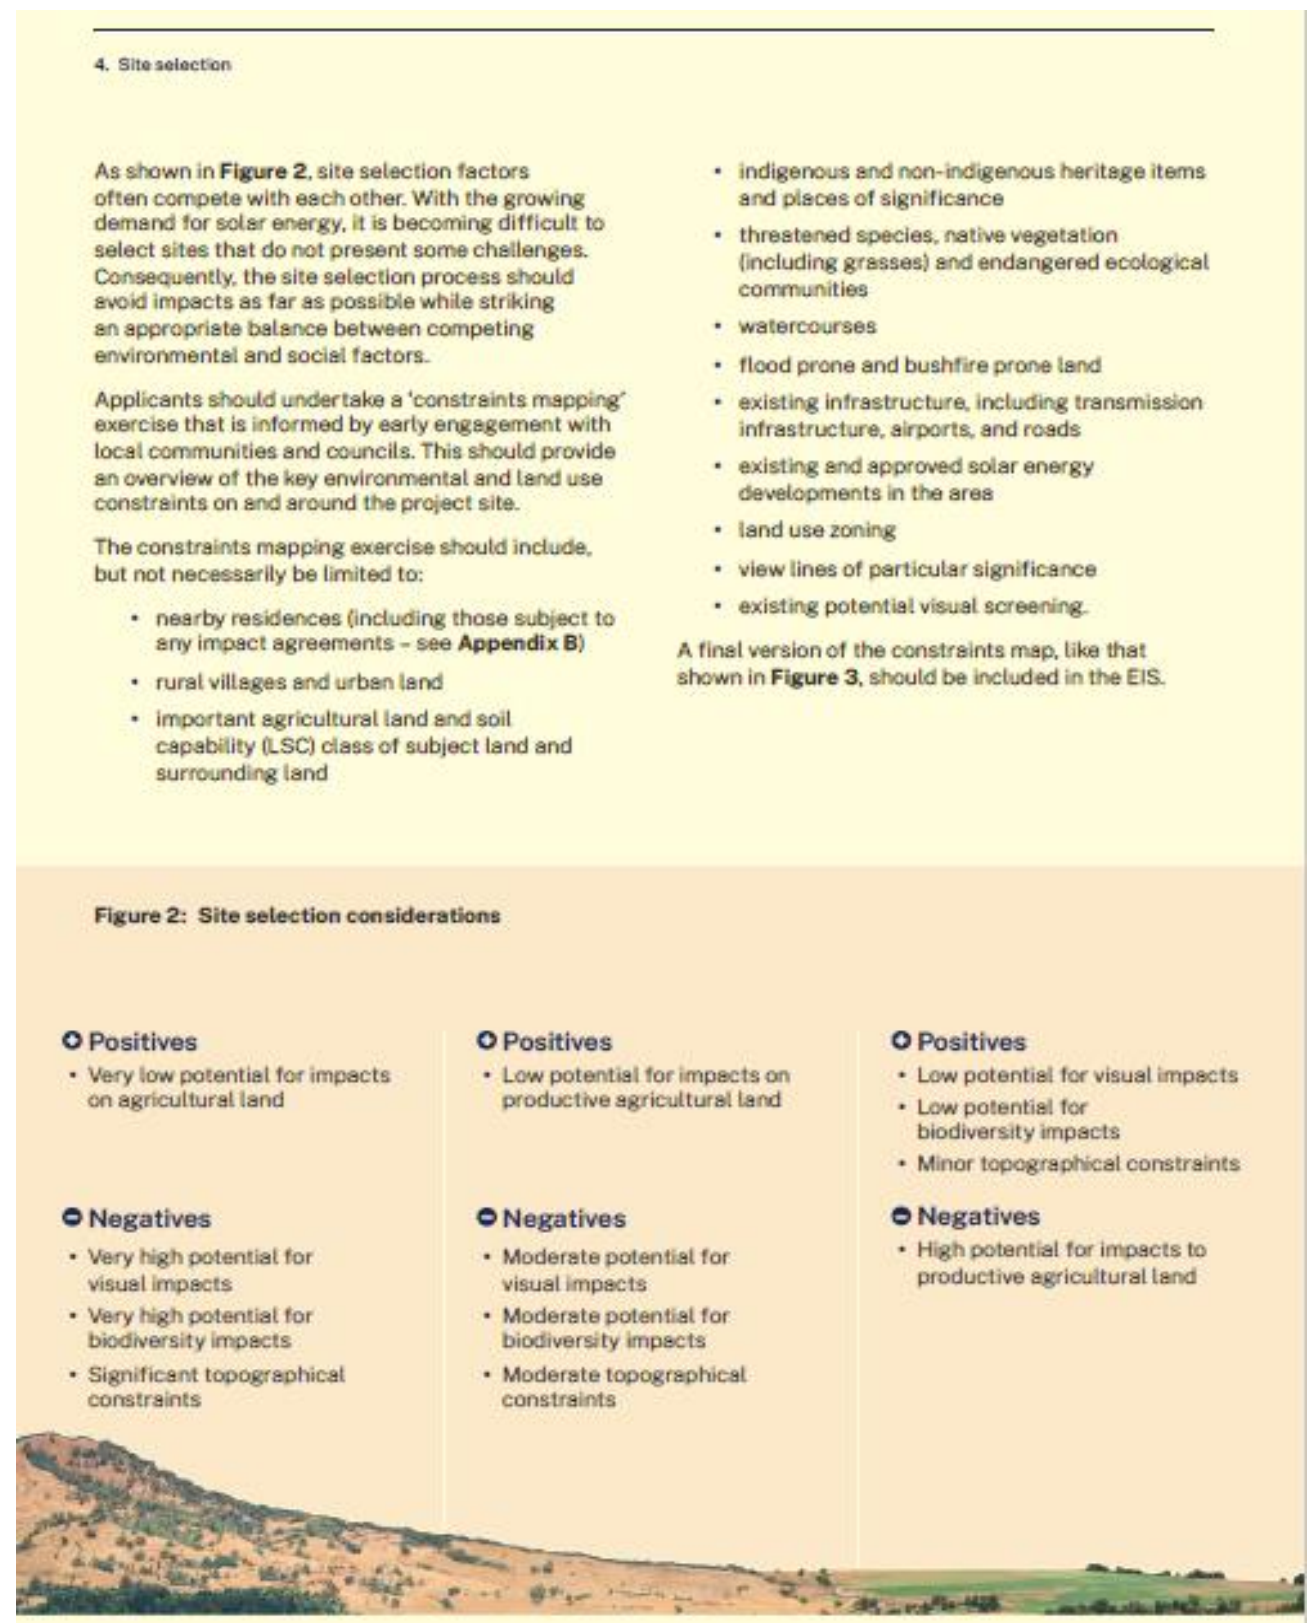 4. Site selection
As shown in Figure 2, site selection factors
often compete with each other. With the growing
demand for solar energy, it is becoming difficult to
select sites that do not present some challenges.
Consequently, the site selection process should
avoid impacts as far as possible while striking
an appropriate balance between competing
environmental and social factors.
Applicants should undertake a ‘constraints mapping’
exercise that is informed by early engagement with
local communities and councils. This should provide
an overview of the key environmental and land use
constraints on and around the project site.
The constraints mapping exercise should include,
but not necessarily be limited to:
• nearby residences (including those subject to
any impact agreements – see Appendix B)
• rural villages and urban land
• important agricultural land and soil
capability (LSC) class of subject land and
surrounding land
• indigenous and non-indigenous heritage items
and places of significance
• threatened species, native vegetation
(including grasses) and endangered ecological
communities
• watercourses
• flood prone and bushfire prone land
• existing infrastructure, including transmission
infrastructure, airports, and roads
• existing and approved solar energy
developments in the area
• land use zoning
• view lines of particular significance
• existing potential visual screening.
A final version of the constraints map, like that
shown in Figure 3, should be included in the EIS.
Figure 2: Site selection considerations
Positives
• Very low potential for impacts
on agricultural land
Negatives
• Very high potential for
visual impacts
• Very high potential for
biodiversity impacts
• Significant topographical
constraints
Positives
• Low potential for impacts on
productive agricultural land
Negatives
• Moderate potential for
visual impacts
• Moderate potential for
biodiversity impacts
• Moderate topographical
constraints
Positives
• Low potential for visual impacts
• Low potential for
biodiversity impacts
• Minor topographical constraints
Negatives
• High potential for impacts to
productive agricultural land